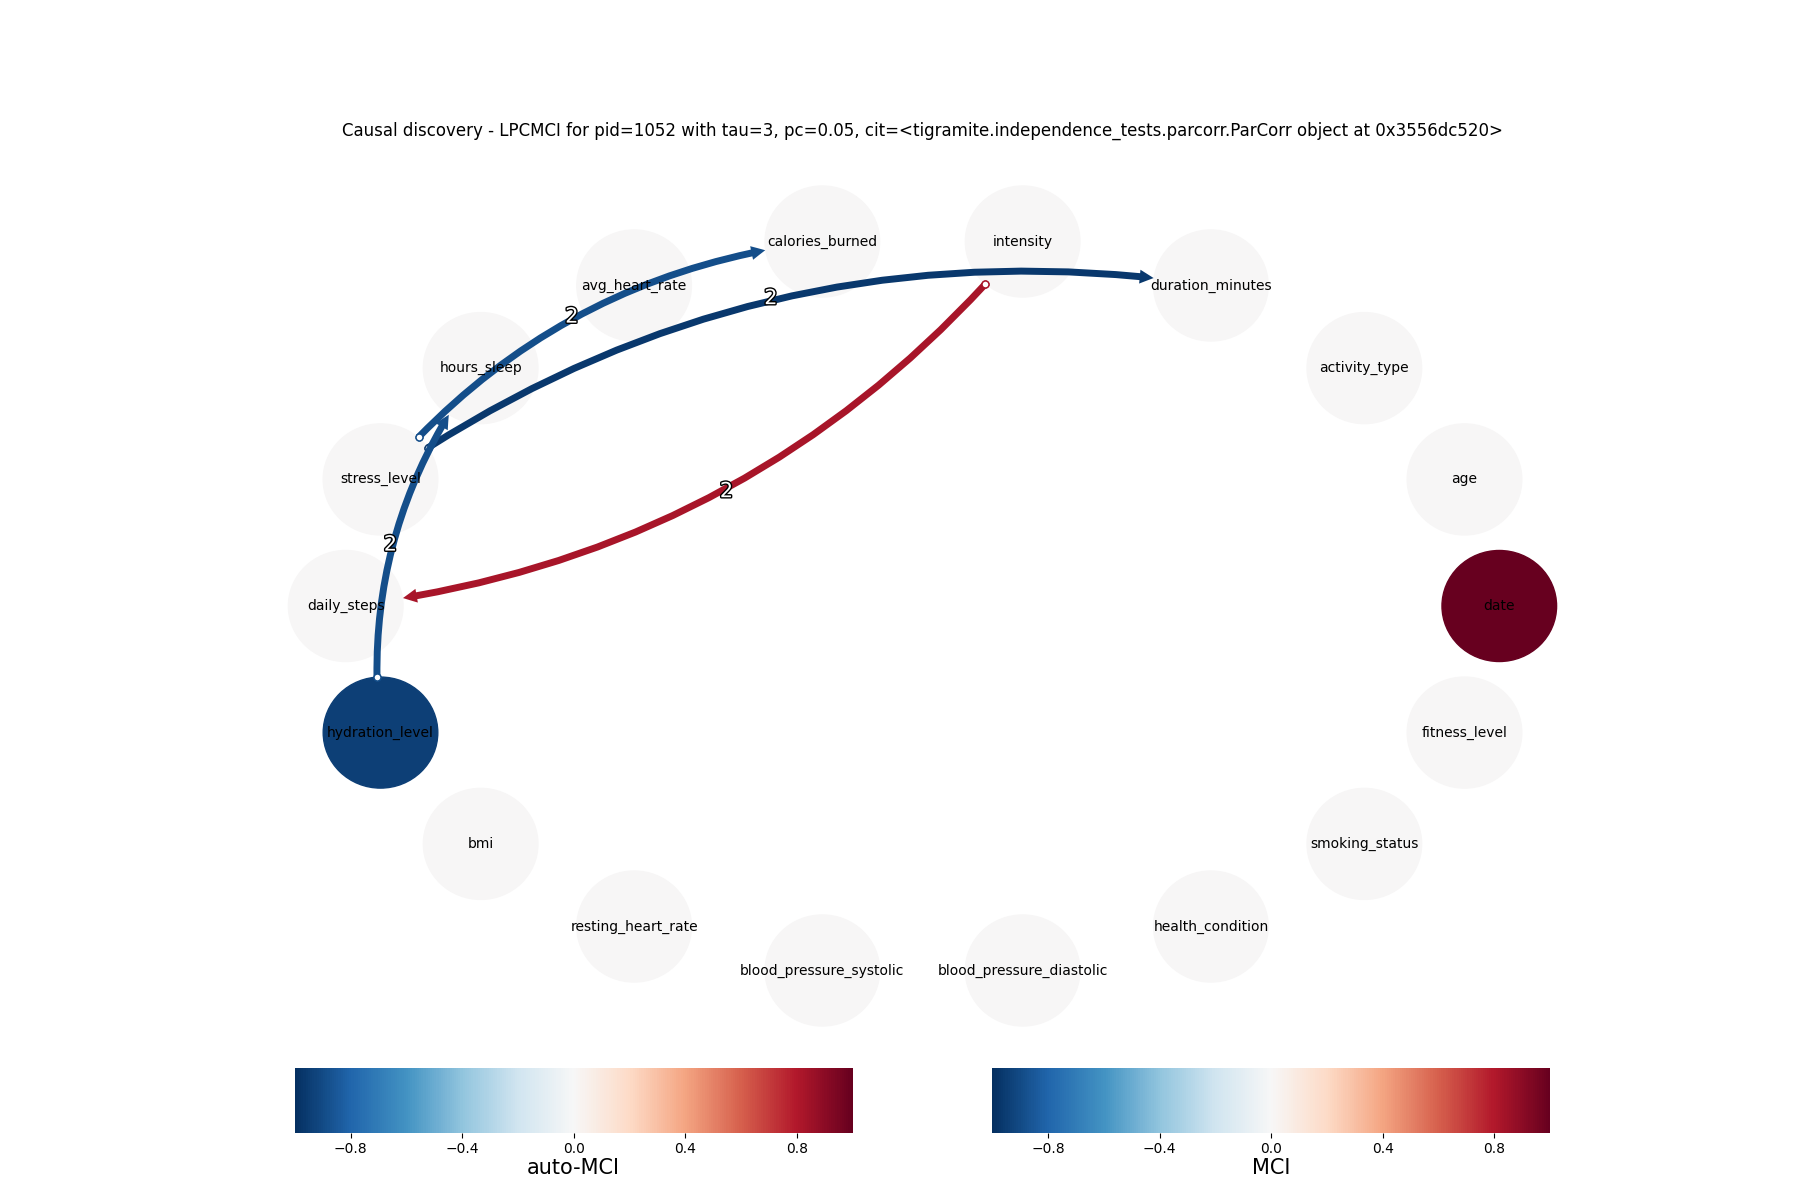 Causal discovery - LPCMCI for pid=1052 with tau=3, pc=0.05, cit=<tigramite.independence_tests.parcorr.ParCorr object at 0x3556dc520>
calories_burned
intensity
avg_heart_rate
duration_minutes
2
2
hours_sleep
activity_type
stress_level
age
2
2
daily_steps
date
hydration_level
fitness_level
bmi
smoking_status
resting_heart_rate
health_condition
blood_pressure_systolic
blood_pressure_diastolic
−0.8 −0.4 0.0 0.4 0.8
auto-MCI
−0.8 −0.4 0.0 0.4 0.8
MCI